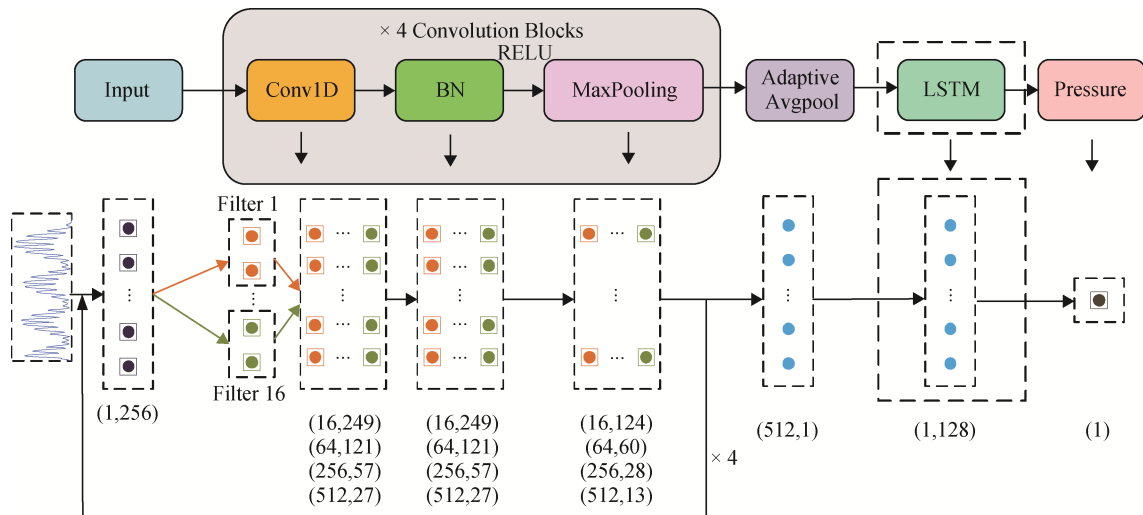 × 4 Convolution Blocks
RELU
Input
Conv1D
BN
MaxPooling
Adaptive
Avgpool
LSTM
Pressure
Filter 1
...
Filter 16
(1,256)
(16,249)
(64,121)
(256,57)
(512,27)
(16,249)
(64,121)
(256,57)
(512,27)
(16,124)
(64,60)
(256,28)
(512,13)
× 4
(512,1)
(1,128)
(1)